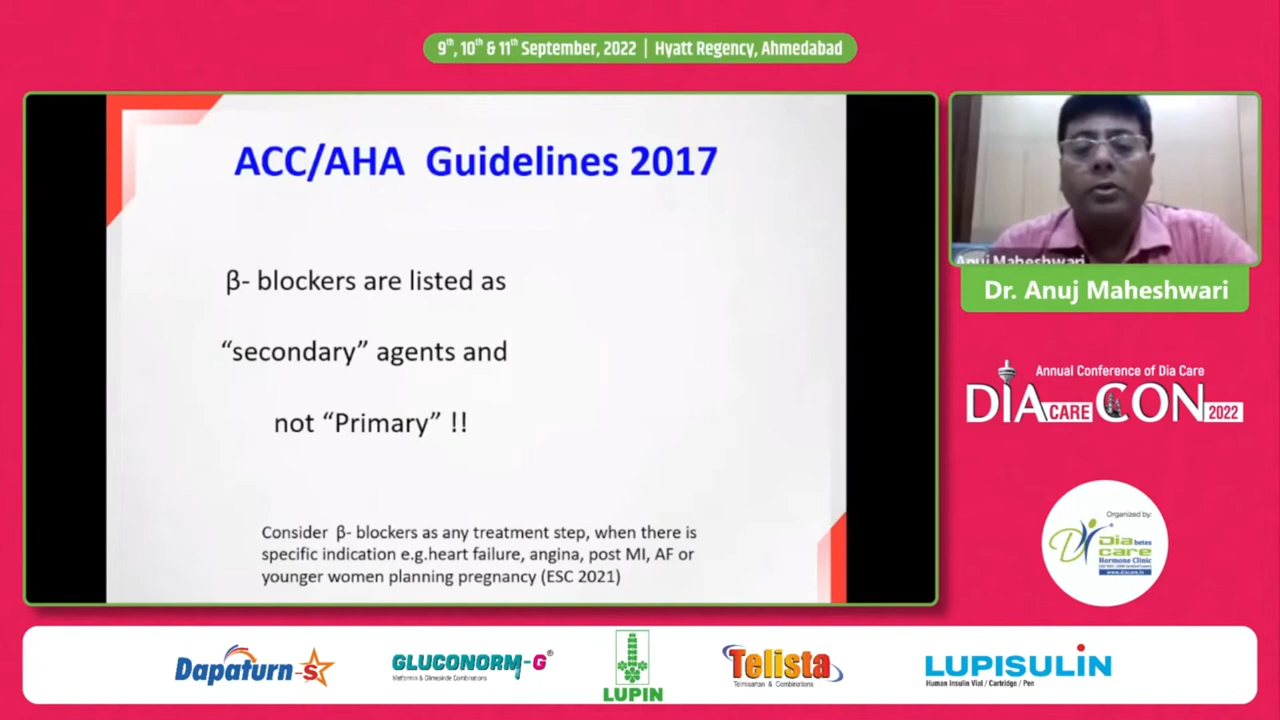 9th, 10th & 11th September, 2022 | Hyatt Regency, Ahmedabad
ACC/AHA Guidelines 2017
β- blockers are listed as
“secondary” agents and
not “Primary” !!
Consider β- blockers as any treatment step, when there is
specific indication e.g.heart failure, angina, post MI, AF or
younger women planning pregnancy (ESC 2021)
Anuj Maheshwari
Dr. Anuj Maheshwari
Annual Conference of Dia Care
DIA CARE CON 2022
Organized by:
Diabetes
care
Hormone Clinic
www.diacare.in
Dapaturn-S
GLUCONORM-G®
Metformin & Glimepiride Combinations
LUPIN
Telista
Telmisartan & Combinations
LUPISULIN
Human Insulin Vial / Cartridge / Pen